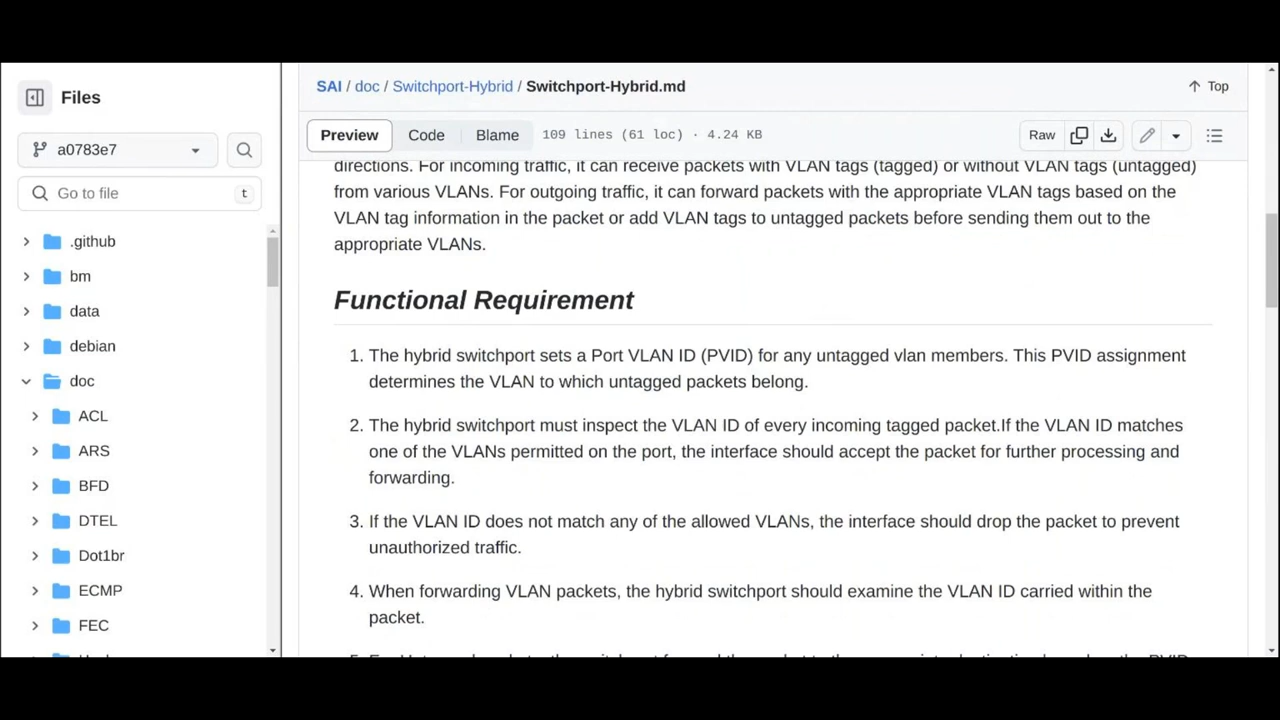 Files
a0783e7
Go to file
t
.github
bm
data
debian
doc
ACL
ARS
BFD
DTEL
Dot1br
ECMP
FEC
SAI / doc / Switchport-Hybrid / Switchport-Hybrid.md
Top
Preview
Code
Blame
109 lines (61 loc) · 4.24 KB
Raw
directions. For incoming traffic, it can receive packets with VLAN tags (tagged) or without VLAN tags (untagged)
from various VLANs. For outgoing traffic, it can forward packets with the appropriate VLAN tags based on the
VLAN tag information in the packet or add VLAN tags to untagged packets before sending them out to the
appropriate VLANs.
Functional Requirement
1. The hybrid switchport sets a Port VLAN ID (PVID) for any untagged vlan members. This PVID assignment
determines the VLAN to which untagged packets belong.
2. The hybrid switchport must inspect the VLAN ID of every incoming tagged packet.If the VLAN ID matches
one of the VLANs permitted on the port, the interface should accept the packet for further processing and
forwarding.
3. If the VLAN ID does not match any of the allowed VLANs, the interface should drop the packet to prevent
unauthorized traffic.
4. When forwarding VLAN packets, the hybrid switchport should examine the VLAN ID carried within the
packet.